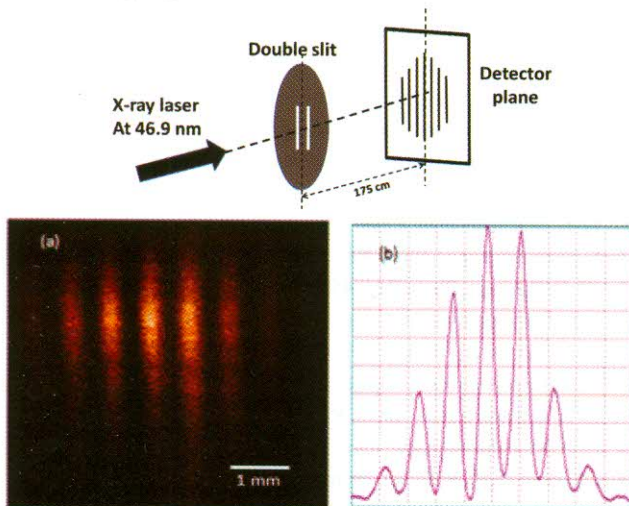 Double slit
X-ray laser
At 46.9 nm
Detector
plane
175 cm
(a)
1 mm
(b)